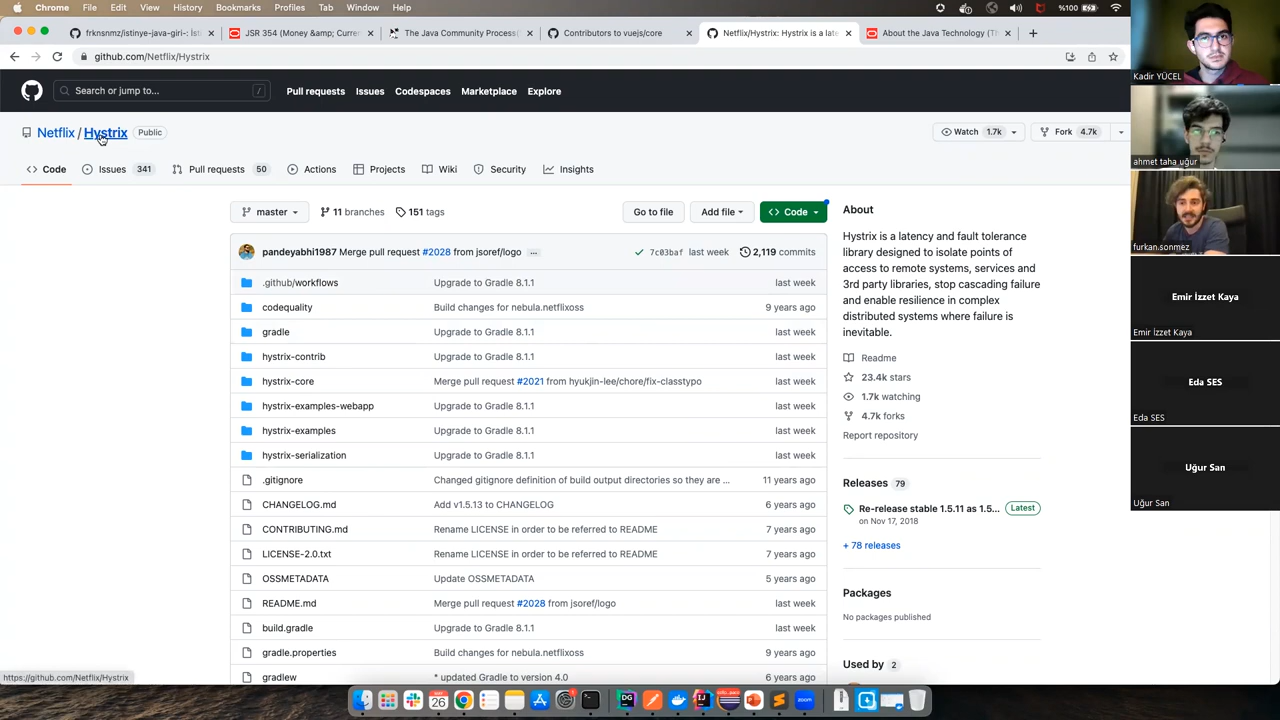 Chrome File Edit View History Bookmarks Profiles Tab Window Help %100
frknsnmz/istinye-java-giri-: İsti
JSR 354 (Money &amp; Curren
The Java Community Process(
Contributors to vuejs/core
Netflix/Hystrix: Hystrix is a late
About the Java Technology (Th
github.com/Netflix/Hystrix
Search or jump to... /
Pull requests Issues Codespaces Marketplace Explore
Netflix / Hystrix Public
Watch 1.7k
Fork 4.7k
Code Issues 341 Pull requests 50 Actions Projects Wiki Security Insights
master 11 branches 151 tags Go to file Add file Code
pandeyabhi1987 Merge pull request #2028 from jsoref/logo ... 7c03baf last week 2,119 commits
.github/workflows Upgrade to Gradle 8.1.1 last week
codequality Build changes for nebula.netflixoss 9 years ago
gradle Upgrade to Gradle 8.1.1 last week
hystrix-contrib Upgrade to Gradle 8.1.1 last week
hystrix-core Merge pull request #2021 from hyukjin-lee/chore/fix-classtypo last week
hystrix-examples-webapp Upgrade to Gradle 8.1.1 last week
hystrix-examples Upgrade to Gradle 8.1.1 last week
hystrix-serialization Upgrade to Gradle 8.1.1 last week
.gitignore Changed gitignore definition of build output directories so they are ... 11 years ago
CHANGELOG.md Add v1.5.13 to CHANGELOG 6 years ago
CONTRIBUTING.md Rename LICENSE in order to be referred to README 7 years ago
LICENSE-2.0.txt Rename LICENSE in order to be referred to README 7 years ago
OSSMETADATA Update OSSMETADATA 5 years ago
README.md Merge pull request #2028 from jsoref/logo last week
build.gradle Upgrade to Gradle 8.1.1 last week
gradle.properties Build changes for nebula.netflixoss 9 years ago
gradlew * updated Gradle to version 4.0 6 years ago
About
Hystrix is a latency and fault tolerance
library designed to isolate points of
access to remote systems, services and
3rd party libraries, stop cascading failure
and enable resilience in complex
distributed systems where failure is
inevitable.
Readme
23.4k stars
1.7k watching
4.7k forks
Report repository
Releases 79
Re-release stable 1.5.11 as 1.5... Latest
on Nov 17, 2018
+ 78 releases
Packages
No packages published
Used by 2
https://github.com/Netflix/Hystrix
Kadir YÜCEL
ahmet taha uğur
furkan.sonmez
Emir İzzet Kaya
Emir İzzet Kaya
Eda SES
Eda SES
Uğur San
Uğur San
26
DG
zoom